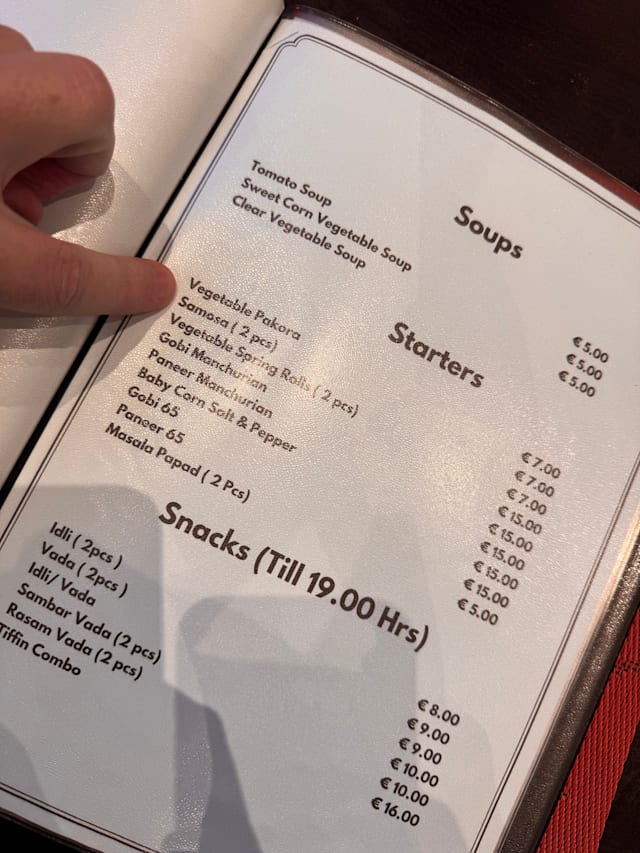 Soups
Tomato Soup € 5.00
Sweet Corn Vegetable Soup € 5.00
Clear Vegetable Soup € 5.00
Starters
Vegetable Pakora € 7.00
Samosa ( 2 pcs) € 7.00
Vegetable Spring Rolls ( 2 pcs) € 7.00
Gobi Manchurian € 15.00
Paneer Manchurian € 15.00
Baby Corn Salt & Pepper € 15.00
Gobi 65 € 15.00
Paneer 65 € 15.00
Masala Papad ( 2 Pcs) € 5.00
Snacks (Till 19.00 Hrs)
Idli ( 2pcs ) € 8.00
Vada ( 2pcs ) € 9.00
Idli/ Vada € 9.00
Sambar Vada (2 pcs) € 10.00
Rasam Vada (2 pcs) € 10.00
Tiffin Combo € 16.00